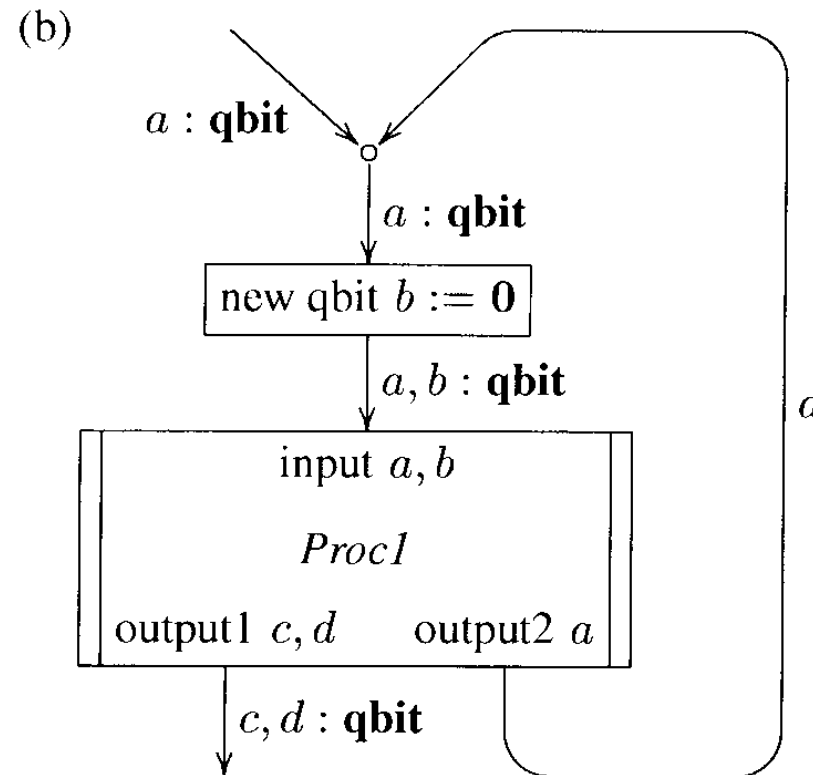 (b)
a : qbit
a : qbit
new qbit b := 0
a, b : qbit
input a, b
Proc1
output1 c, d output2 a
c, d : qbit